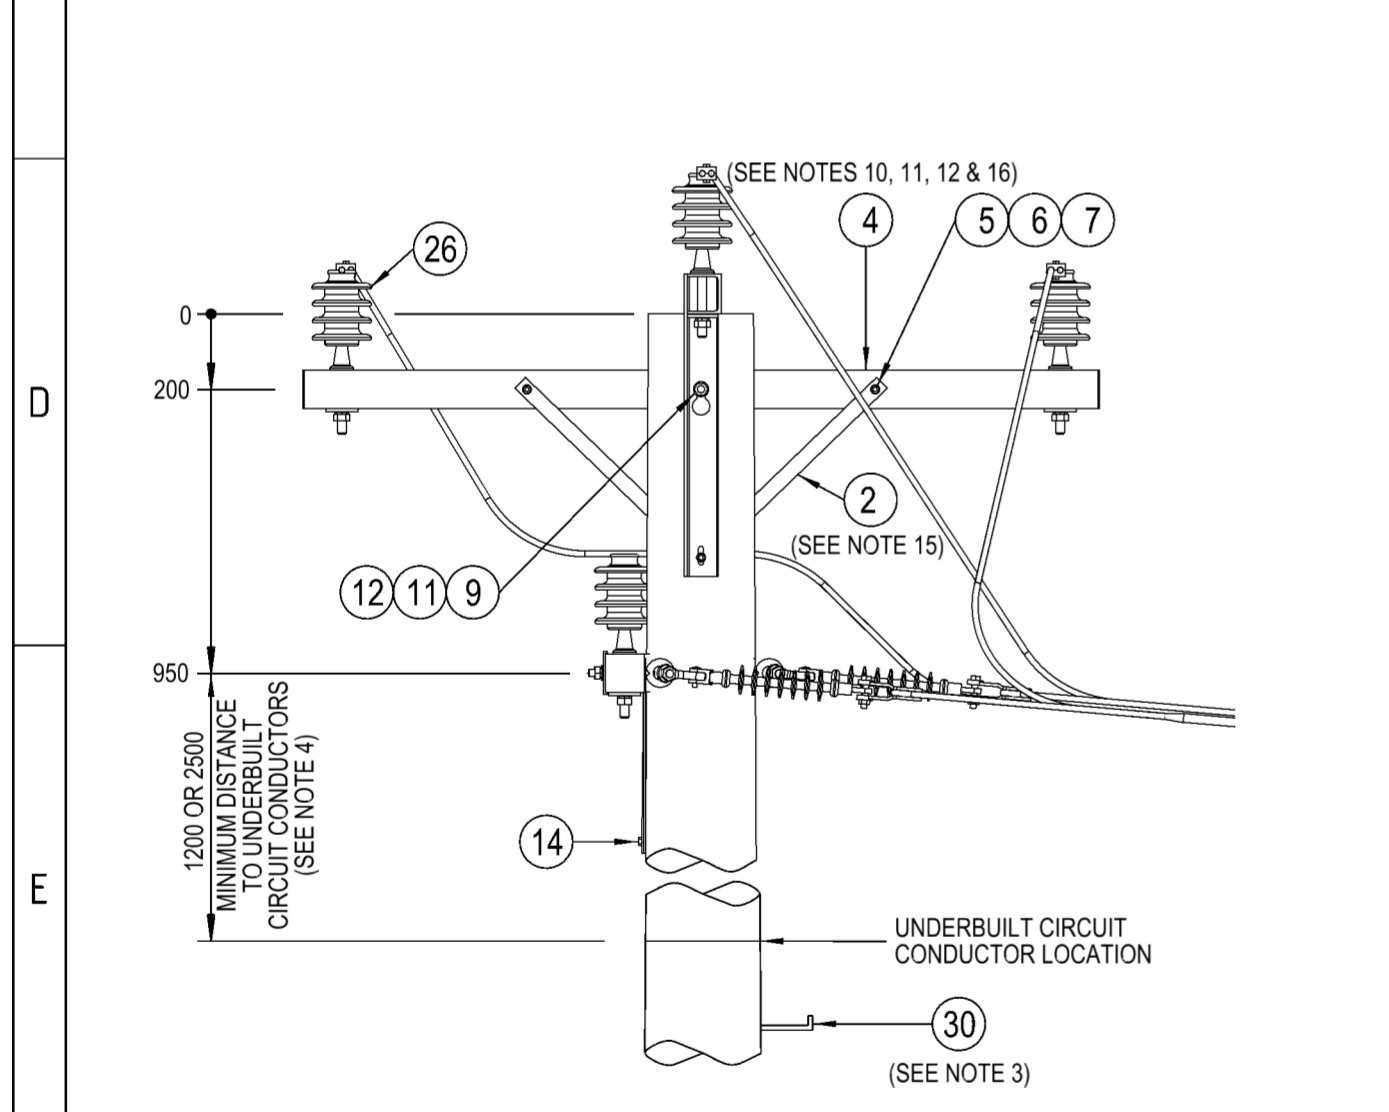 (SEE NOTES 10, 11, 12 & 16)
4
5 6 7
26
0
D
200
2
(SEE NOTE 15)
12 11 9
950
1200 OR 2500
MINIMUM DISTANCE
TO UNDERBUILT
CIRCUIT CONDUCTORS
(SEE NOTE 4)
14
E
UNDERBUILT CIRCUIT
CONDUCTOR LOCATION
30
(SEE NOTE 3)